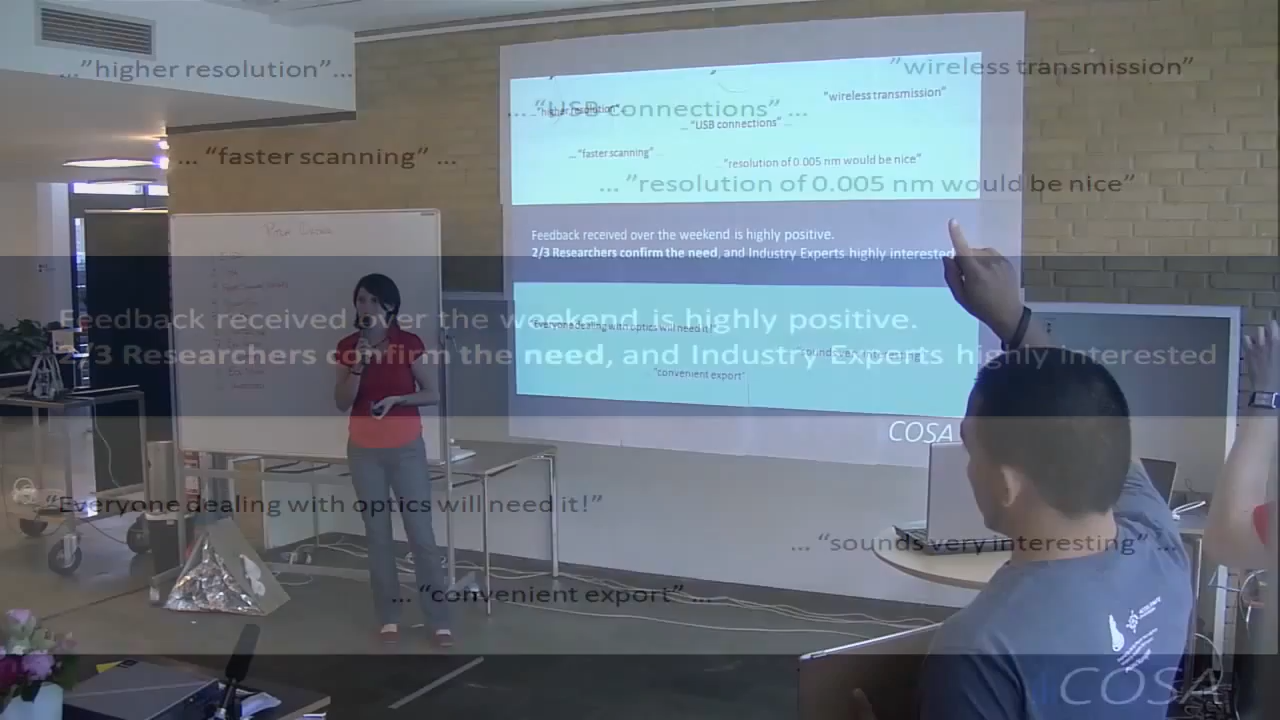 ..."higher resolution"...
"wireless transmission"
... "USB connections" ...
... "faster scanning" ...
... "resolution of 0.005 nm would be nice"
Feedback received over the weekend is highly positive.
2/3 Researchers confirm the need, and Industry Experts highly interested
"Everyone dealing with optics will need it!"
... "sounds very interesting" ...
... "convenient export" ...
COSA
"wireless transmission"
..."higher resolution"..
... "USB connections" ...
... "faster scanning" ...
"resolution of 0.005 nm would be nice"
Feedback received over the weekend is highly positive.
2/3 Researchers confirm the need, and Industry Experts highly interested
"Everyone dealing with optics will need it!"
"sounds very interesting"
"convenient export"
COSA